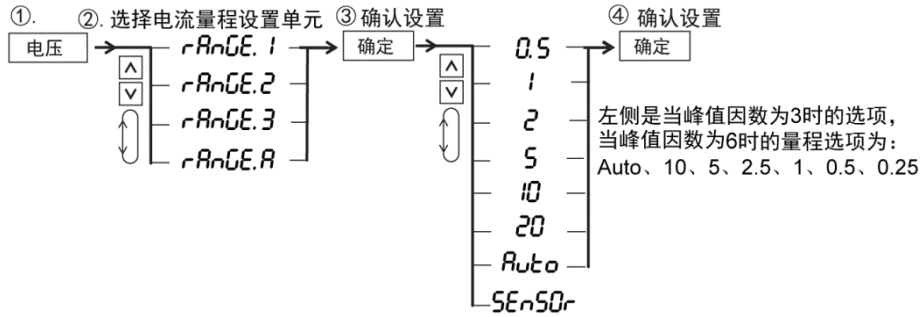 ①. ②. 选择电流量程设置单元 ③ 确认设置 ④ 确认设置
电压 rAnGE.1 确定 0.5 确定
rAnGE.2 1
rAnGE.3 2
rAnGE.A 5
10
20
Auto
SEnSOr
左侧是当峰值因数为3时的选项，
当峰值因数为6时的量程选项为：
Auto、10、5、2.5、1、0.5、0.25